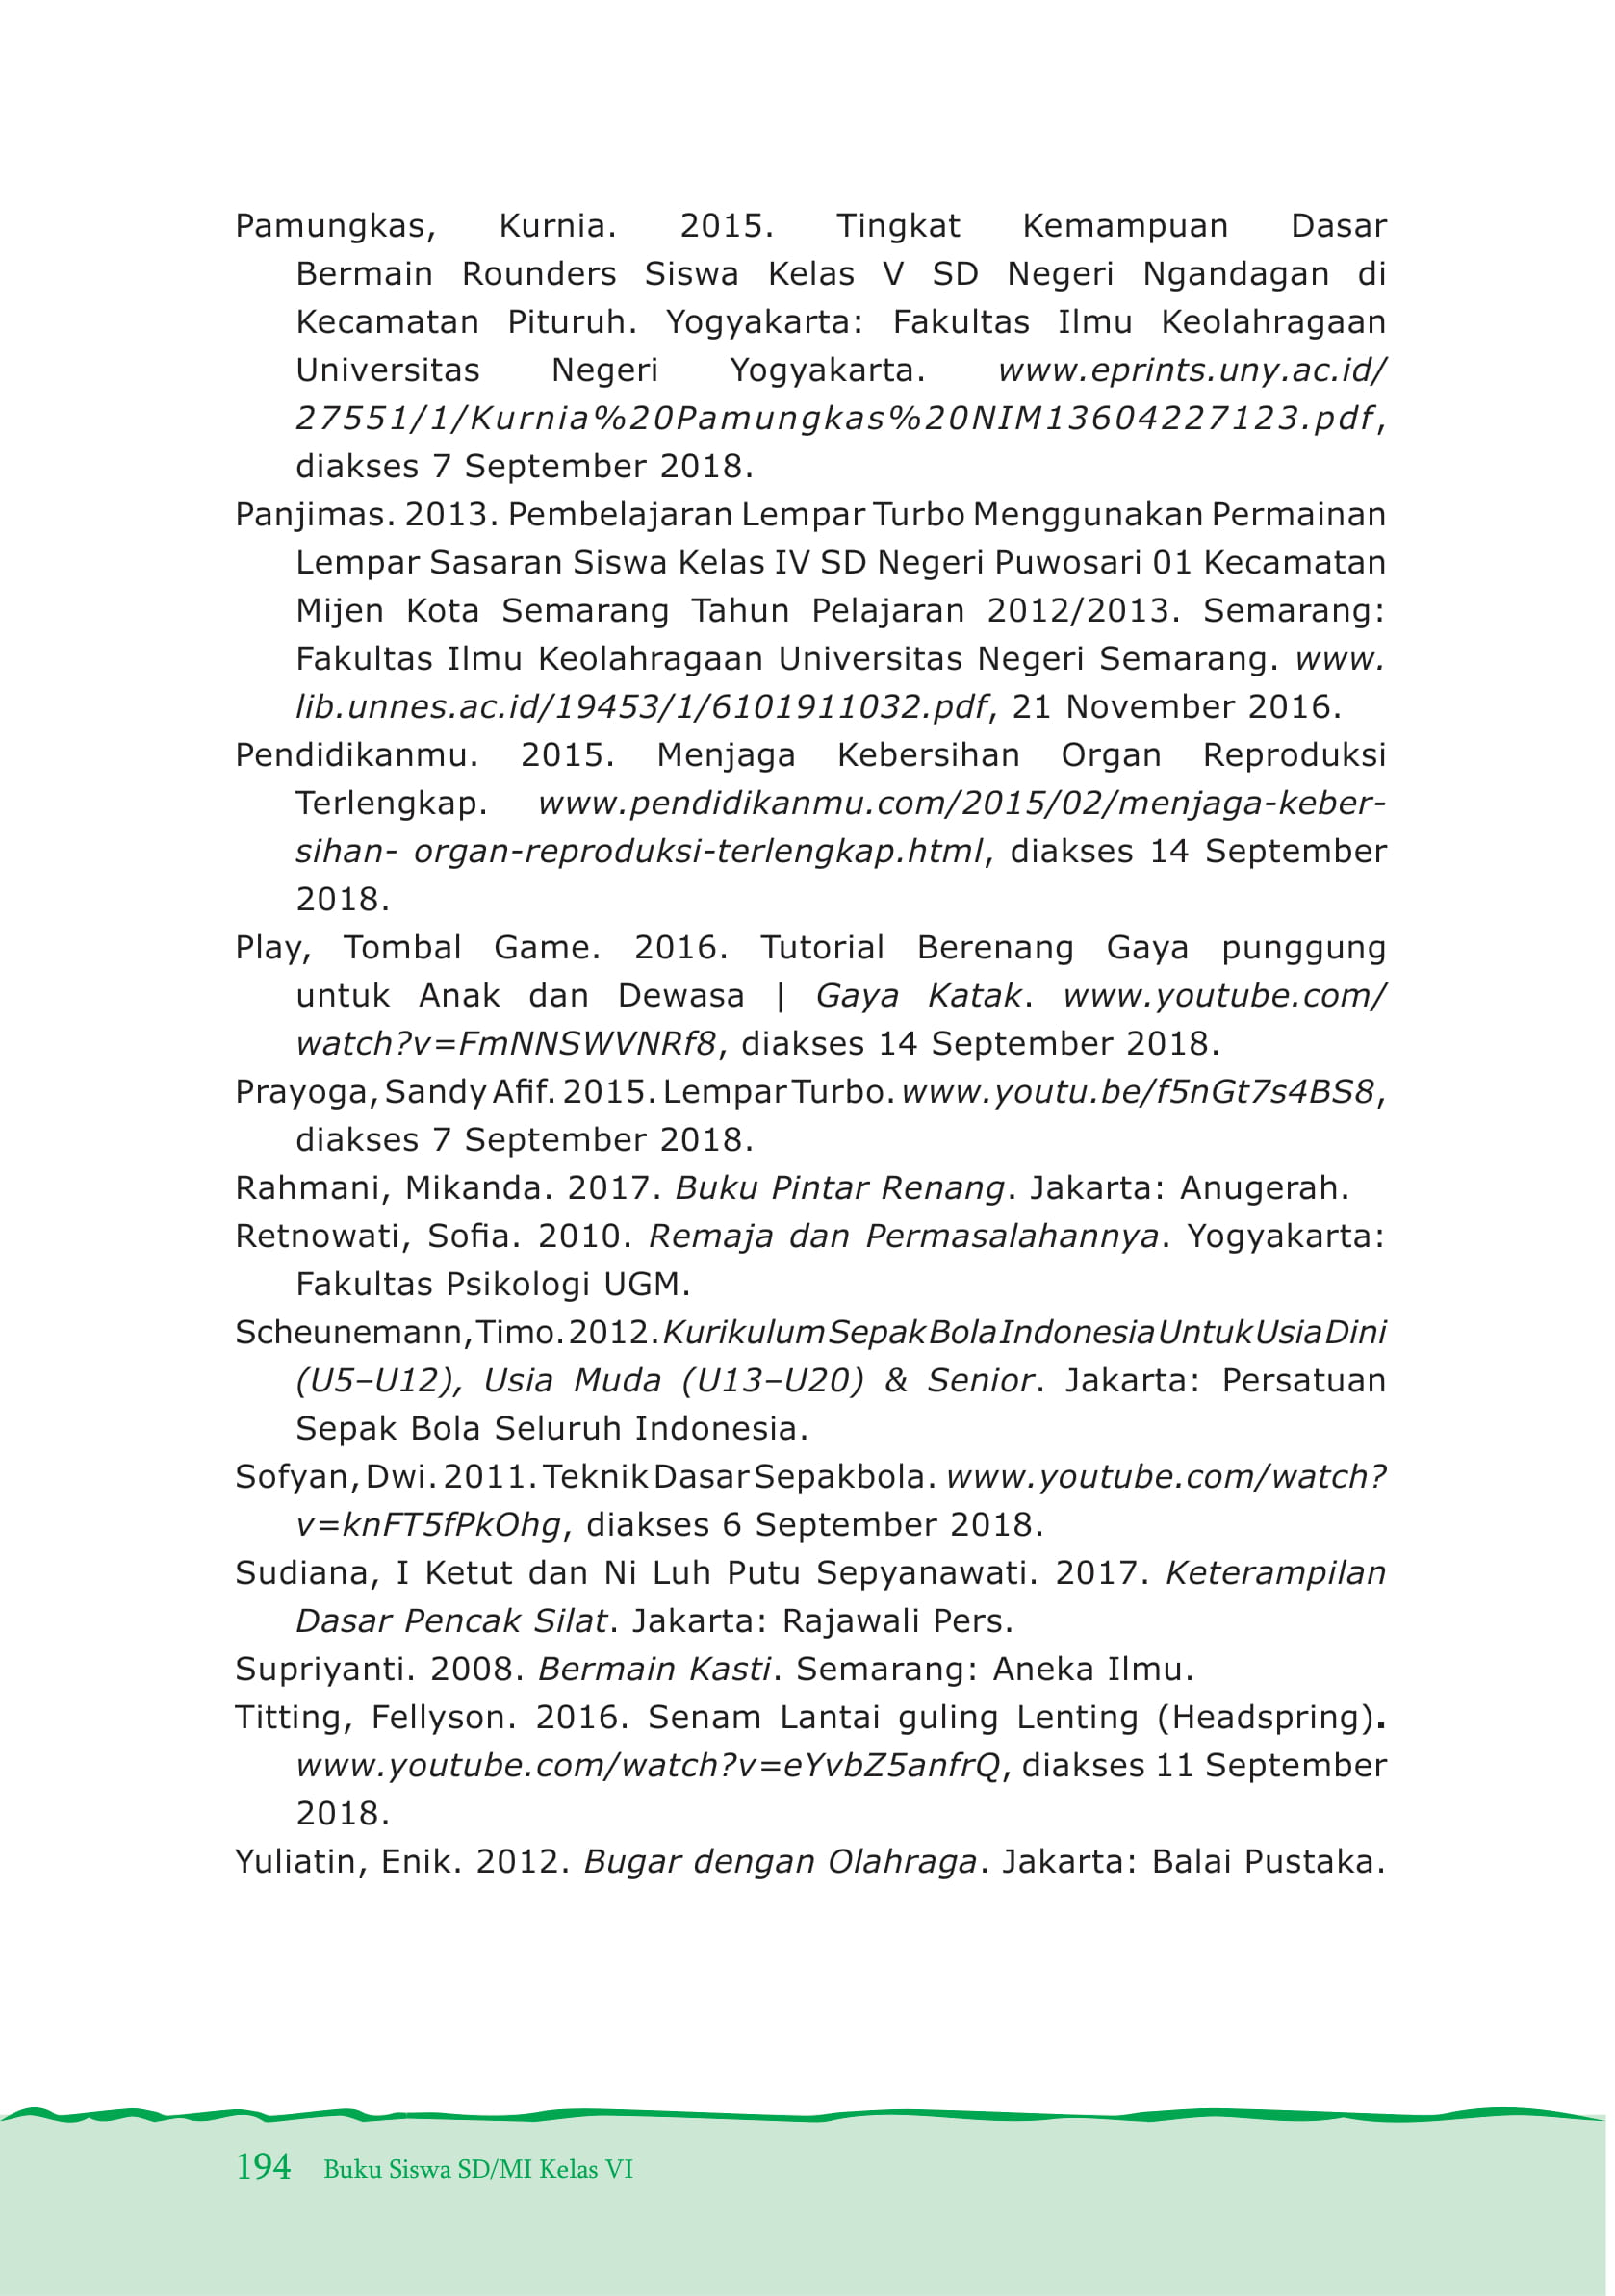 Pamungkas, Kurnia. 2015. Tingkat Kemampuan Dasar
Bermain Rounders Siswa Kelas V SD Negeri Ngandagan di
Kecamatan Pituruh. Yogyakarta: Fakultas Ilmu Keolahragaan
Universitas Negeri Yogyakarta. www.eprints.uny.ac.id/
27551/1/Kurnia%20Pamungkas%20NIM13604227123.pdf,
diakses 7 September 2018.
Panjimas. 2013. Pembelajaran Lempar Turbo Menggunakan Permainan
Lempar Sasaran Siswa Kelas IV SD Negeri Puwosari 01 Kecamatan
Mijen Kota Semarang Tahun Pelajaran 2012/2013. Semarang:
Fakultas Ilmu Keolahragaan Universitas Negeri Semarang. www.
lib.unnes.ac.id/19453/1/6101911032.pdf, 21 November 2016.
Pendidikanmu. 2015. Menjaga Kebersihan Organ Reproduksi
Terlengkap. www.pendidikanmu.com/2015/02/menjaga-keber-
sihan- organ-reproduksi-terlengkap.html, diakses 14 September
2018.
Play, Tombal Game. 2016. Tutorial Berenang Gaya punggung
untuk Anak dan Dewasa | Gaya Katak. www.youtube.com/
watch?v=FmNNSWVNRf8, diakses 14 September 2018.
Prayoga, Sandy Afif. 2015. Lempar Turbo. www.youtu.be/f5nGt7s4BS8,
diakses 7 September 2018.
Rahmani, Mikanda. 2017. Buku Pintar Renang. Jakarta: Anugerah.
Retnowati, Sofia. 2010. Remaja dan Permasalahannya. Yogyakarta:
Fakultas Psikologi UGM.
Scheunemann, Timo. 2012. Kurikulum Sepak Bola Indonesia Untuk Usia Dini
(U5–U12), Usia Muda (U13–U20) & Senior. Jakarta: Persatuan
Sepak Bola Seluruh Indonesia.
Sofyan, Dwi. 2011. Teknik Dasar Sepakbola. www.youtube.com/watch?
v=knFT5fPkOhg, diakses 6 September 2018.
Sudiana, I Ketut dan Ni Luh Putu Sepyanawati. 2017. Keterampilan
Dasar Pencak Silat. Jakarta: Rajawali Pers.
Supriyanti. 2008. Bermain Kasti. Semarang: Aneka Ilmu.
Titting, Fellyson. 2016. Senam Lantai guling Lenting (Headspring).
www.youtube.com/watch?v=eYvbZ5anfrQ, diakses 11 September
2018.
Yuliatin, Enik. 2012. Bugar dengan Olahraga. Jakarta: Balai Pustaka.
194 Buku Siswa SD/MI Kelas VI